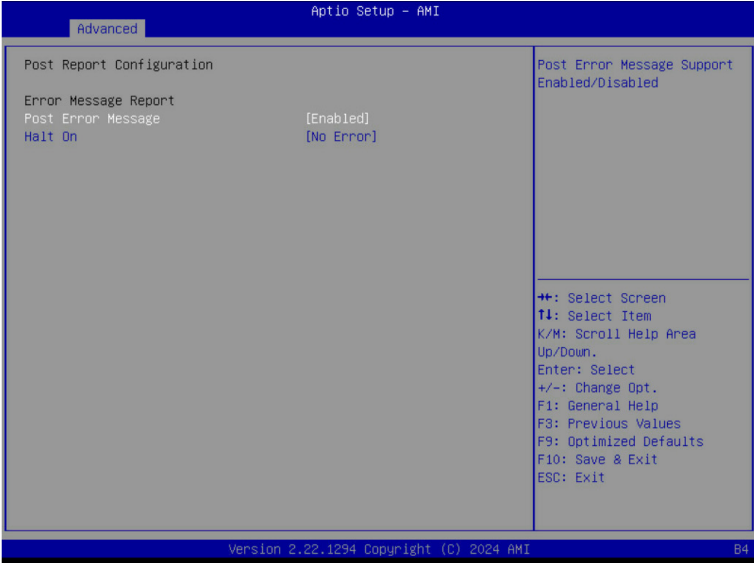 Aptio Setup – AMI
Advanced
Post Report Configuration
Error Message Report
Post Error Message [Enabled]
Halt On [No Error]
Post Error Message Support
Enabled/Disabled
→←: Select Screen
↑↓: Select Item
K/M: Scroll Help Area
Up/Down.
Enter: Select
+/-: Change Opt.
F1: General Help
F3: Previous Values
F9: Optimized Defaults
F10: Save & Exit
ESC: Exit
Version 2.22.1294 Copyright (C) 2024 AMI
B4